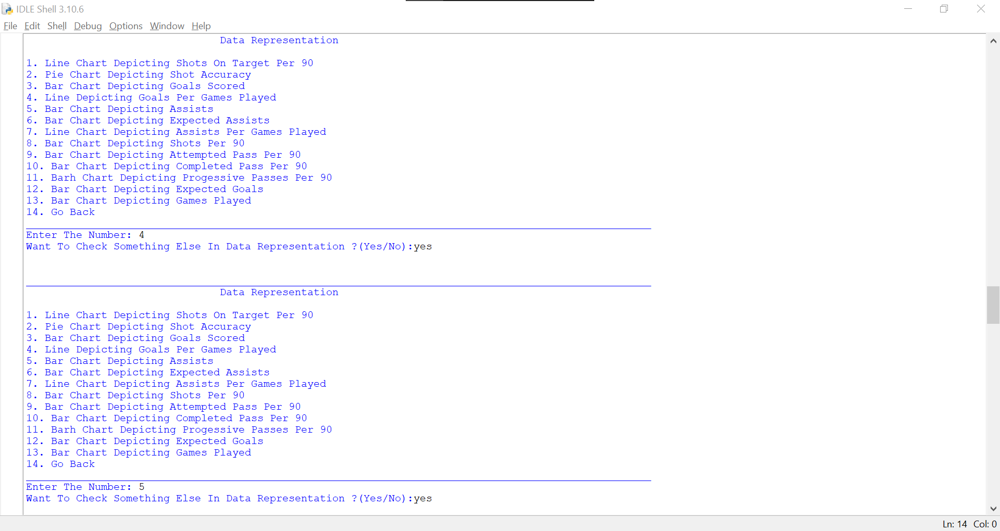 IDLE Shell 3.10.6
File Edit Shell Debug Options Window Help
Data Representation
1. Line Chart Depicting Shots On Target Per 90
2. Pie Chart Depicting Shot Accuracy
3. Bar Chart Depicting Goals Scored
4. Line Depicting Goals Per Games Played
5. Bar Chart Depicting Assists
6. Bar Chart Depicting Expected Assists
7. Line Chart Depicting Assists Per Games Played
8. Bar Chart Depicting Shots Per 90
9. Bar Chart Depicting Attempted Pass Per 90
10. Bar Chart Depicting Completed Pass Per 90
11. Barh Chart Depicting Progessive Passes Per 90
12. Bar Chart Depicting Expected Goals
13. Bar Chart Depicting Games Played
14. Go Back
Enter The Number: 4
Want To Check Something Else In Data Representation ?(Yes/No):yes
Data Representation
1. Line Chart Depicting Shots On Target Per 90
2. Pie Chart Depicting Shot Accuracy
3. Bar Chart Depicting Goals Scored
4. Line Depicting Goals Per Games Played
5. Bar Chart Depicting Assists
6. Bar Chart Depicting Expected Assists
7. Line Chart Depicting Assists Per Games Played
8. Bar Chart Depicting Shots Per 90
9. Bar Chart Depicting Attempted Pass Per 90
10. Bar Chart Depicting Completed Pass Per 90
11. Barh Chart Depicting Progessive Passes Per 90
12. Bar Chart Depicting Expected Goals
13. Bar Chart Depicting Games Played
14. Go Back
Enter The Number: 5
Want To Check Something Else In Data Representation ?(Yes/No):yes
Ln: 14 Col: 0